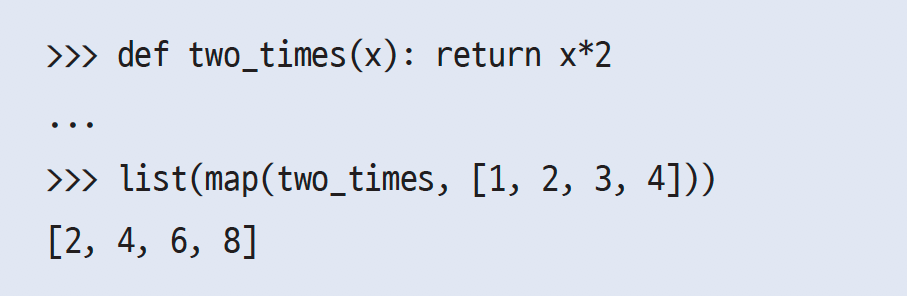 >>> def two_times(x): return x*2
...
>>> list(map(two_times, [1, 2, 3, 4]))
[2, 4, 6, 8]